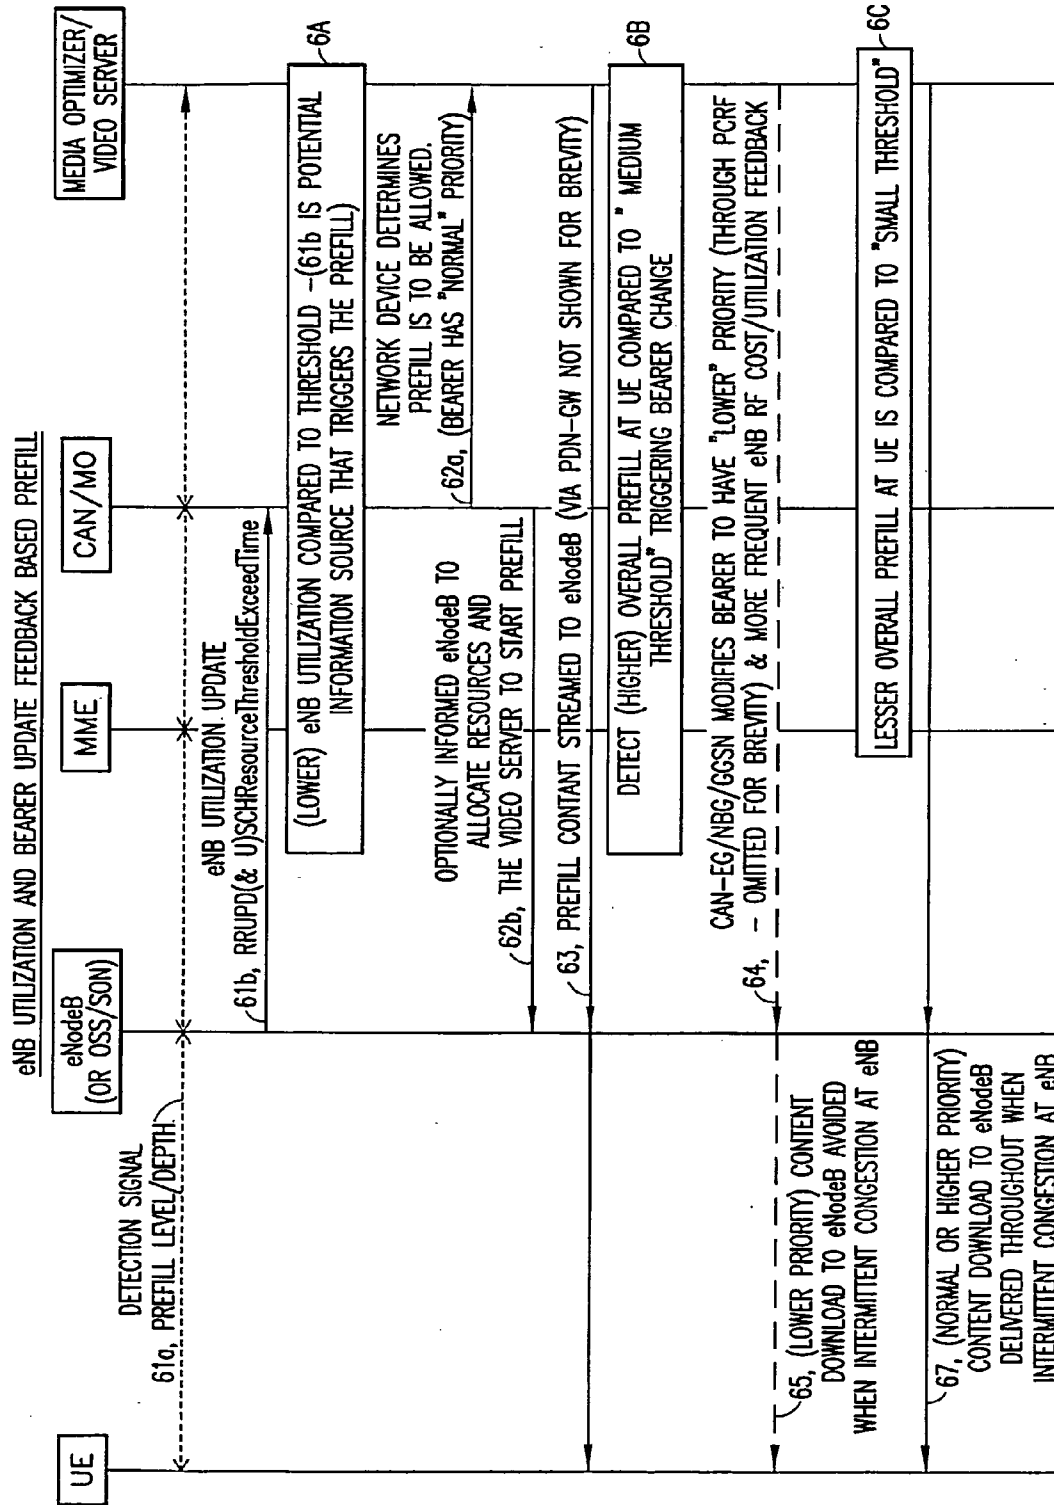 eNB UTILIZATION AND BEARER UPDATE FEEDBACK BASED PREFILL
UE
eNodeB
(OR OSS/SON)
MME
CAN/MO
MEDIA OPTIMIZER/
VIDEO SERVER
DETECTION SIGNAL
61a, PREFILL LEVEL/DEPTH
eNB UTILIZATION UPDATE
61b, RRUPD(& U)SCHResourceThresholdExceedTime
(LOWER) eNB UTILIZATION COMPARED TO THRESHOLD -(61b IS POTENTIAL
INFORMATION SOURCE THAT TRIGGERS THE PREFILL)
6A
NETWORK DEVICE DETERMINES
PREFILL IS TO BE ALLOWED.
62a, (BEARER HAS "NORMAL" PRIORITY)
OPTIONALLY INFORMED eNodeB TO
ALLOCATE RESOURCES AND
62b, THE VIDEO SERVER TO START PREFILL
63, PREFILL CONTANT STREAMED TO eNodeB (VIA PDN-GW NOT SHOWN FOR BREVITY)
DETECT (HIGHER) OVERALL PREFILL AT UE COMPARED TO " MEDIUM
THRESHOLD" TRIGGERING BEARER CHANGE
6B
CAN-EG/NBG/GGSN MODIFIES BEARER TO HAVE "LOWER" PRIORITY (THROUGH PCRF
64, - OMITTED FOR BREVITY) & MORE FREQUENT eNB RF COST/UTILIZATION FEEDBACK
65, (LOWER PRIORITY) CONTENT
DOWNLOAD TO eNodeB AVOIDED
WHEN INTERMITTENT CONGESTION AT eNB
LESSER OVERALL PREFILL AT UE IS COMPARED TO "SMALL THRESHOLD"
6C
67, (NORMAL OR HIGHER PRIORITY)
CONTENT DOWNLOAD TO eNodeB
DELIVERED THROUGHOUT WHEN
INTERMITTENT CONGESTION AT eNB